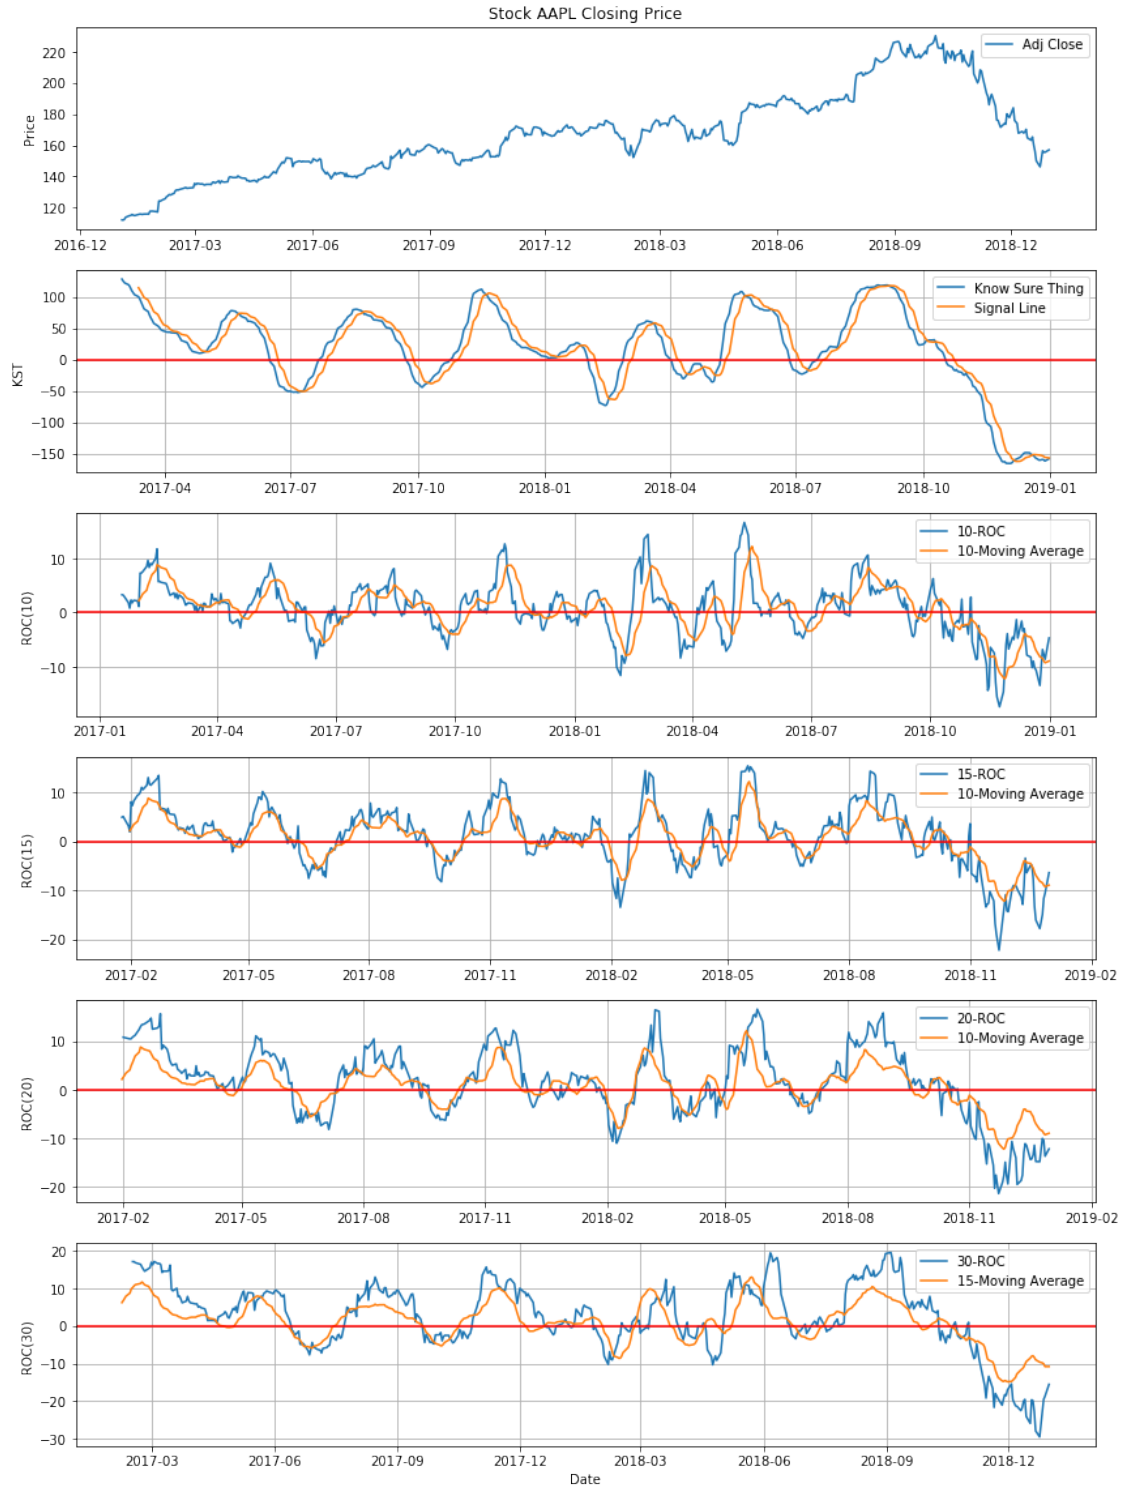 Stock AAPL Closing Price
Adj Close
Price
220
200
180
160
140
120
2016-12 2017-03 2017-06 2017-09 2017-12 2018-03 2018-06 2018-09 2018-12
Know Sure Thing
Signal Line
KST
100
50
0
−50
−100
−150
2017-04 2017-07 2017-10 2018-01 2018-04 2018-07 2018-10 2019-01
10-ROC
10-Moving Average
ROC(10)
10
0
−10
2017-01 2017-04 2017-07 2017-10 2018-01 2018-04 2018-07 2018-10 2019-01
15-ROC
10-Moving Average
ROC(15)
10
0
−10
−20
2017-02 2017-05 2017-08 2017-11 2018-02 2018-05 2018-08 2018-11 2019-02
20-ROC
10-Moving Average
ROC(20)
10
0
−10
−20
2017-02 2017-05 2017-08 2017-11 2018-02 2018-05 2018-08 2018-11 2019-02
30-ROC
15-Moving Average
ROC(30)
20
10
0
−10
−20
−30
2017-03 2017-06 2017-09 2017-12 2018-03 2018-06 2018-09 2018-12
Date